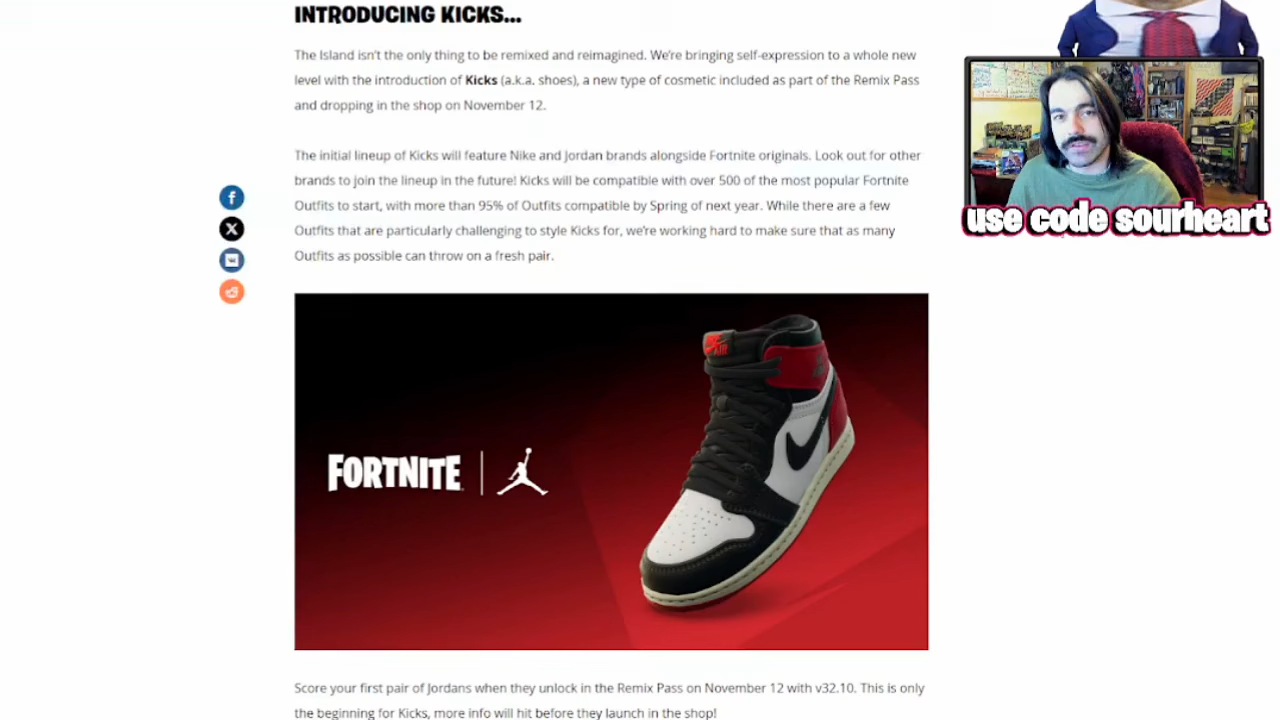 INTRODUCING KICKS...
The Island isn't the only thing to be remixed and reimagined. We're bringing self-expression to a whole new
level with the introduction of Kicks (a.k.a. shoes), a new type of cosmetic included as part of the Remix Pass
and dropping in the shop on November 12.
The initial lineup of Kicks will feature Nike and Jordan brands alongside Fortnite originals. Look out for other
brands to join the lineup in the future! Kicks will be compatible with over 500 of the most popular Fortnite
Outfits to start, with more than 95% of Outfits compatible by Spring of next year. While there are a few
Outfits that are particularly challenging to style Kicks for, we're working hard to make sure that as many
Outfits as possible can throw on a fresh pair.
use code sourheart
FORTNITE
AIR
Score your first pair of Jordans when they unlock in the Remix Pass on November 12 with v32.10. This is only
the beginning for Kicks, more info will hit before they launch in the shop!